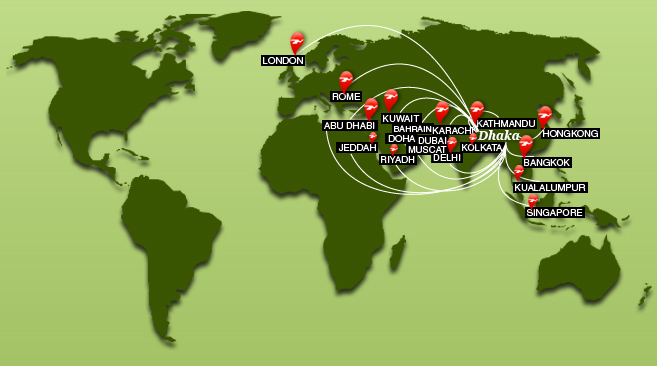 LONDON
ROME
KUWAIT
ABU DHABI
KATHMANDU
BAHRAIN
KARACHI
Dhaka
HONGKONG
DOHA
DUBAI
JEDDAH
MUSCAT
KOLKATA
RIYADH
DELHI
BANGKOK
KUALALUMPUR
SINGAPORE